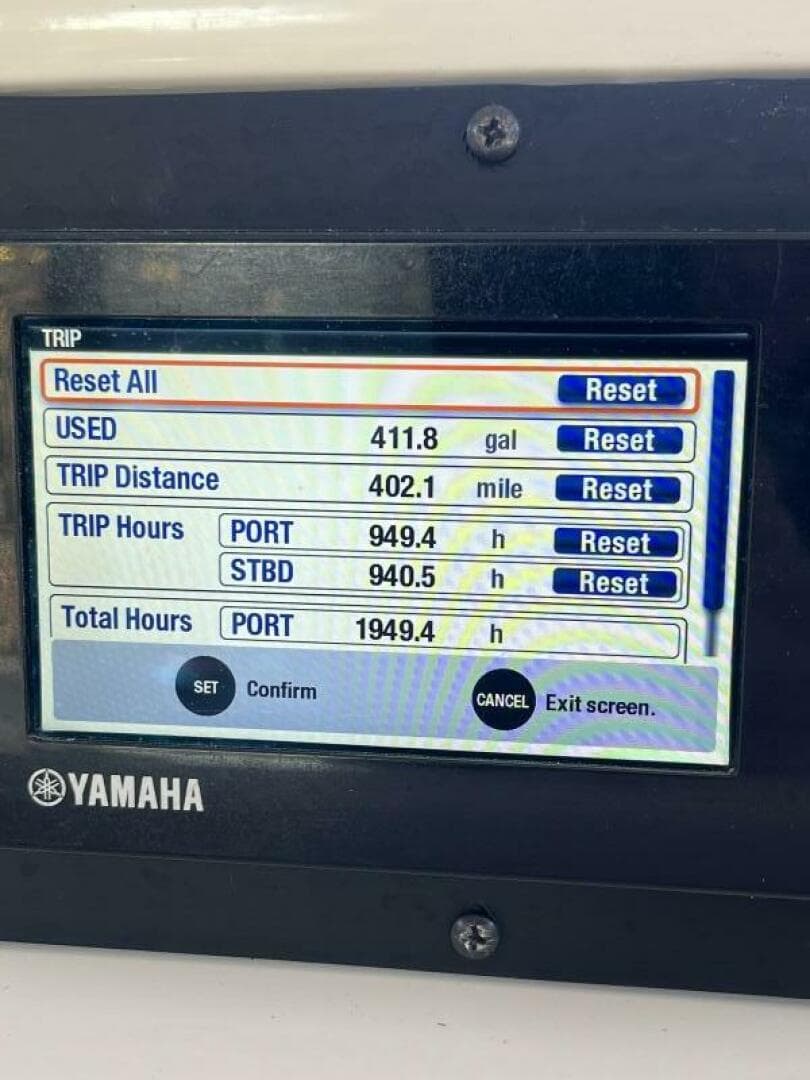 TRIP
Reset All Reset
USED 411.8 gal Reset
TRIP Distance 402.1 mile Reset
TRIP Hours PORT 949.4 h Reset
STBD 940.5 h Reset
Total Hours PORT 1949.4 h
SET Confirm CANCEL Exit screen.
YAMAHA